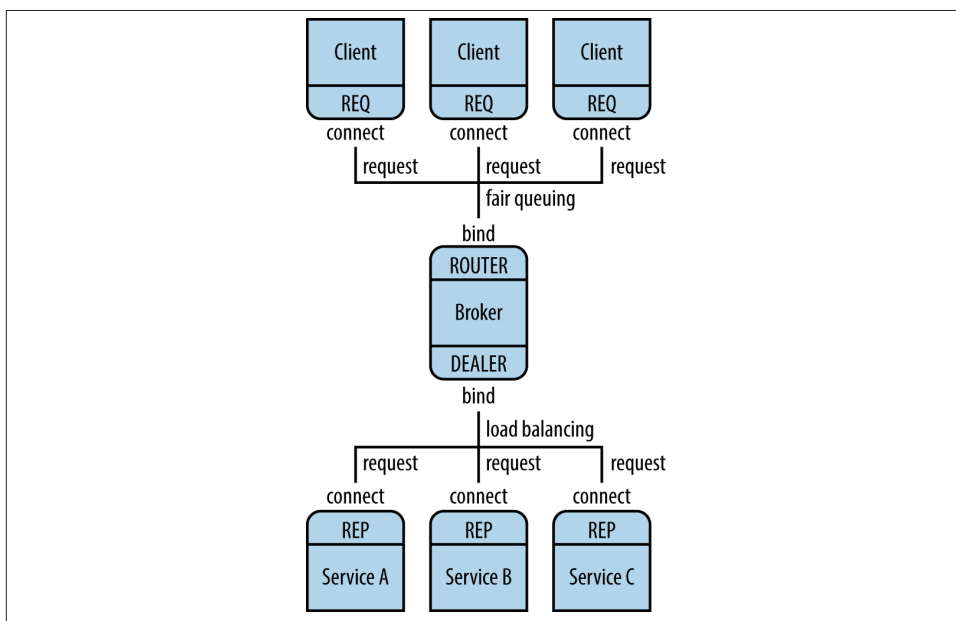 Client Client Client
REQ REQ REQ
connect connect connect
request request request
fair queuing
bind
ROUTER
Broker
DEALER
bind
load balancing
request request request
connect connect connect
REP REP REP
Service A Service B Service C